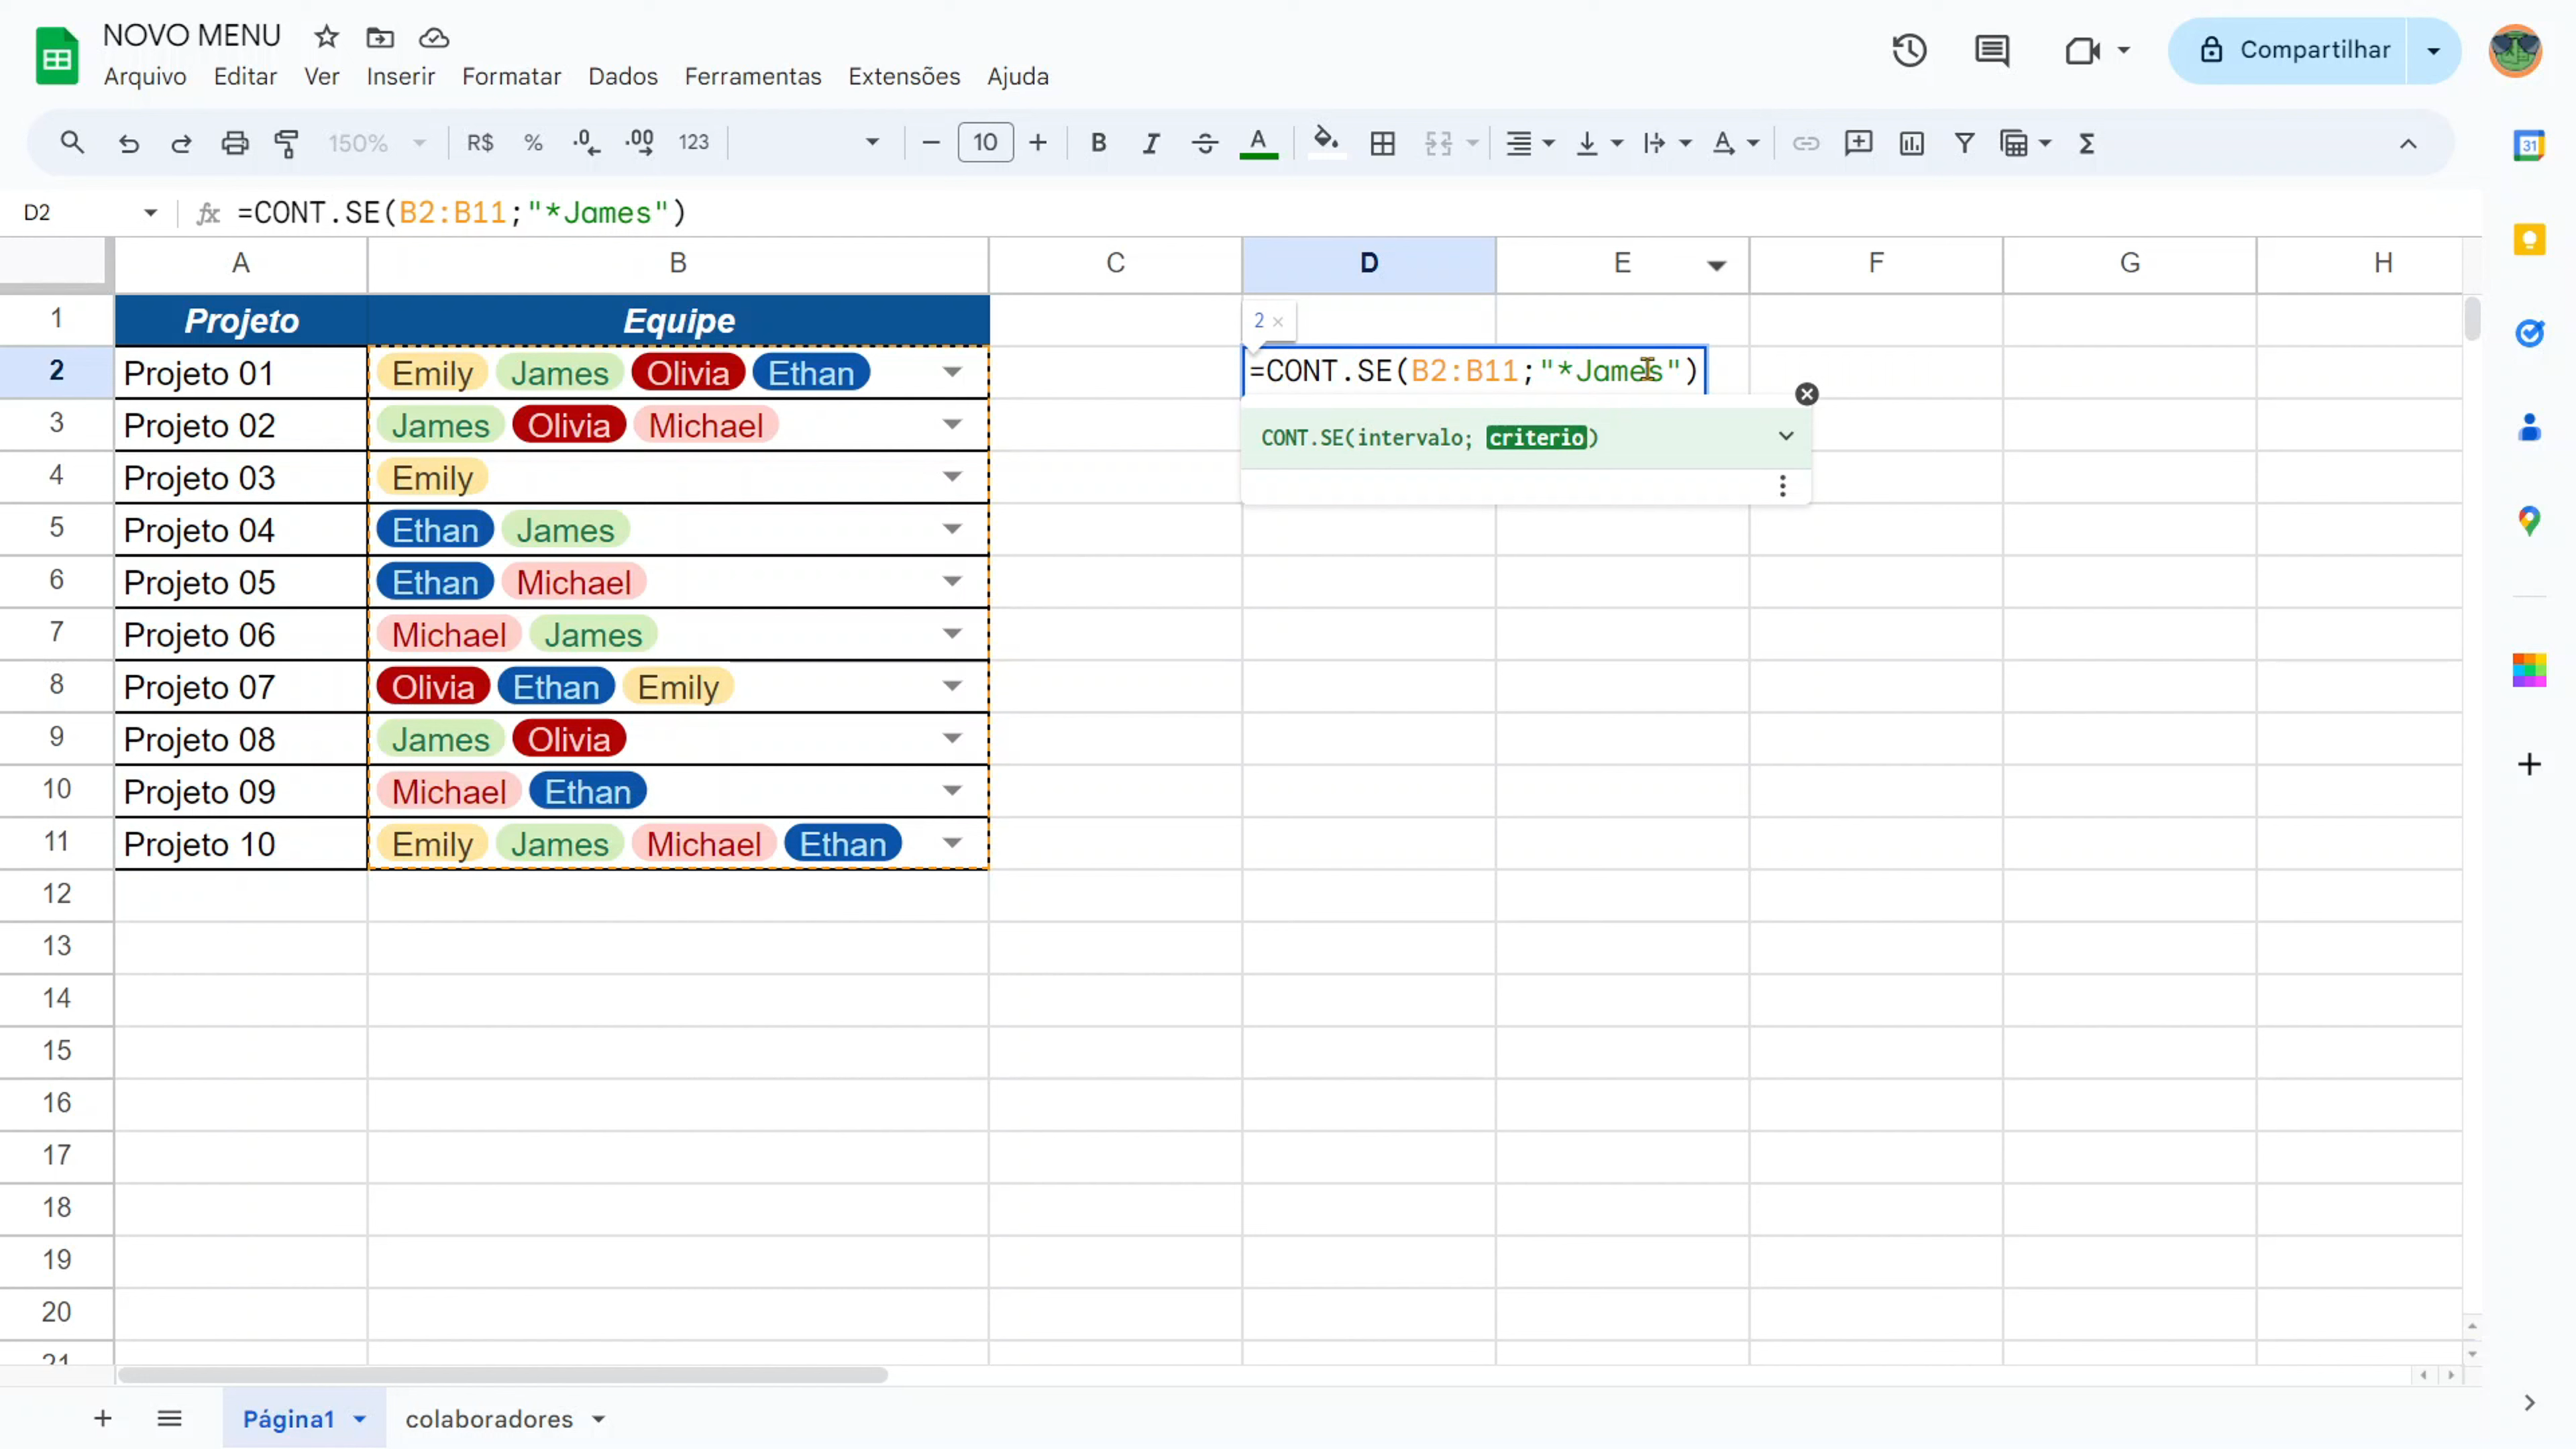 NOVO MENU
Arquivo Editar Ver Inserir Formatar Dados Ferramentas Extensões Ajuda
Compartilhar
150% R$ % .0 .00 123 10 B I A A Σ
31
D2 fx =CONT.SE(B2:B11;"*James")
A B C D E F G H
1 Projeto Equipe
2 ×
2 Projeto 01 Emily James Olivia Ethan =CONT.SE(B2:B11;"*James")
3 Projeto 02 James Olivia Michael
CONT.SE(intervalo; criterio)
4 Projeto 03 Emily
5 Projeto 04 Ethan James
6 Projeto 05 Ethan Michael
7 Projeto 06 Michael James
8 Projeto 07 Olivia Ethan Emily
9 Projeto 08 James Olivia
10 Projeto 09 Michael Ethan
11 Projeto 10 Emily James Michael Ethan
12
13
14
15
16
17
18
19
20
21
Página1 colaboradores